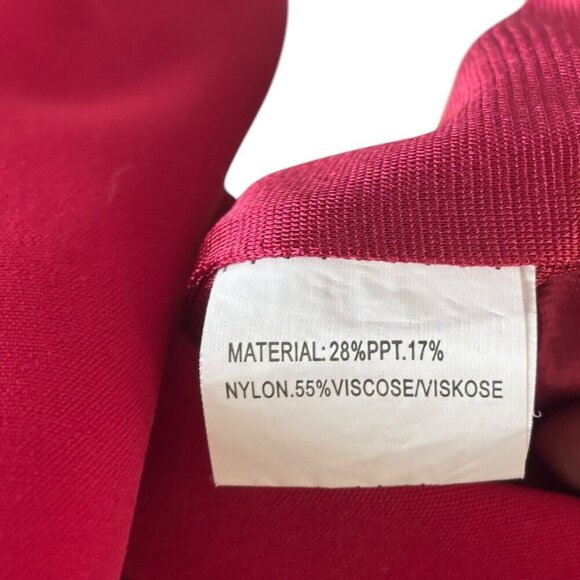 MATERIAL: 28%PPT.17%
NYLON.55%VISCOSE/VISKOSE